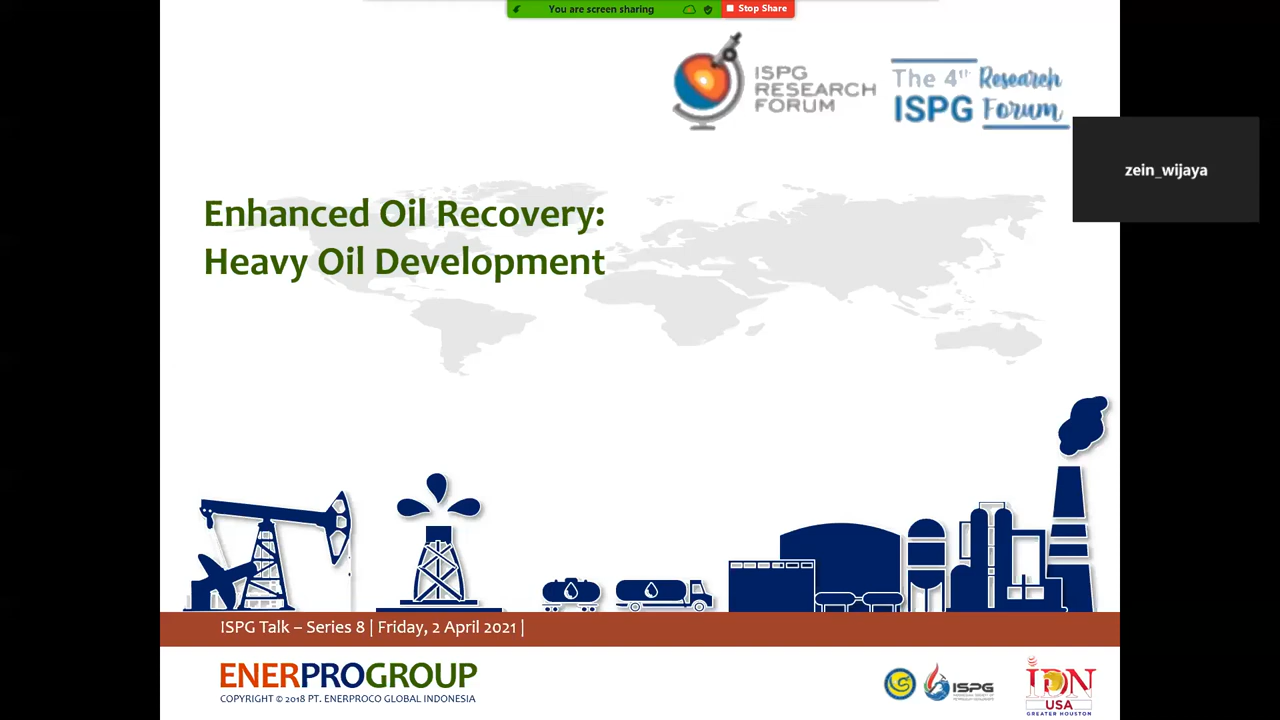 You are screen sharing
Stop Share
ISPG
RESEARCH
FORUM
The 4th Research
ISPG Forum
zein_wijaya
Enhanced Oil Recovery:
Heavy Oil Development
ISPG Talk – Series 8 | Friday, 2 April 2021 |
ENERPROGROUP
COPYRIGHT © 2018 PT. ENERPROCO GLOBAL INDONESIA
ISPG
IDN
USA
GREATER HOUSTON